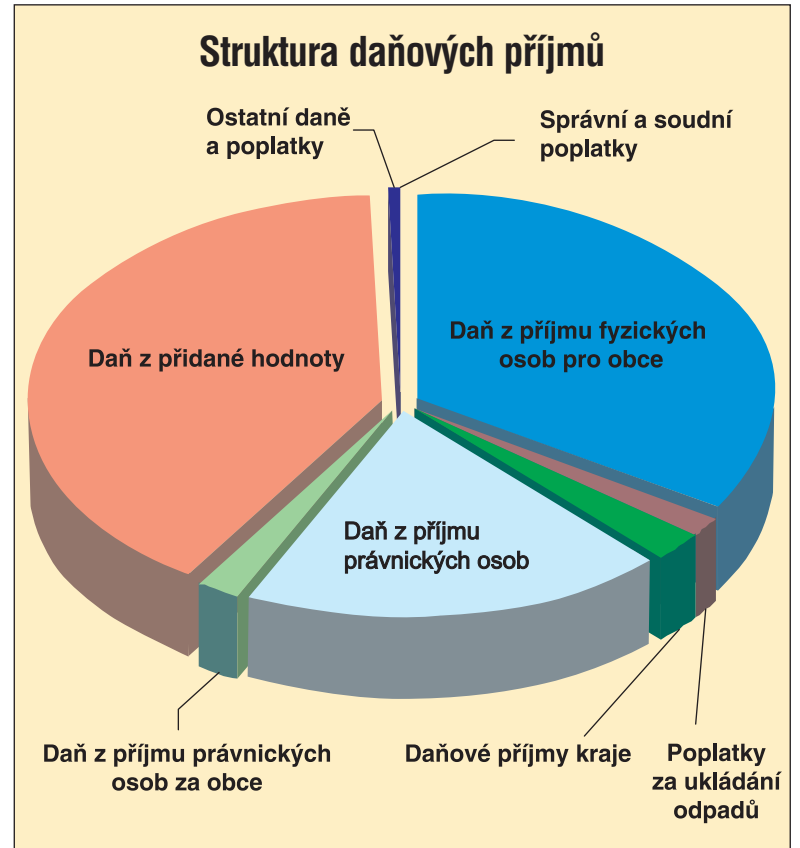 Struktura daňových příjmů
Ostatní daně
a poplatky
Správní a soudní
poplatky
Daň z přidané hodnoty
Daň z příjmu fyzických
osob pro obce
Daň z příjmu
právnických osob
Daň z příjmu právnických
osob za obce
Daňové příjmy kraje
Poplatky
za ukládání
odpadů